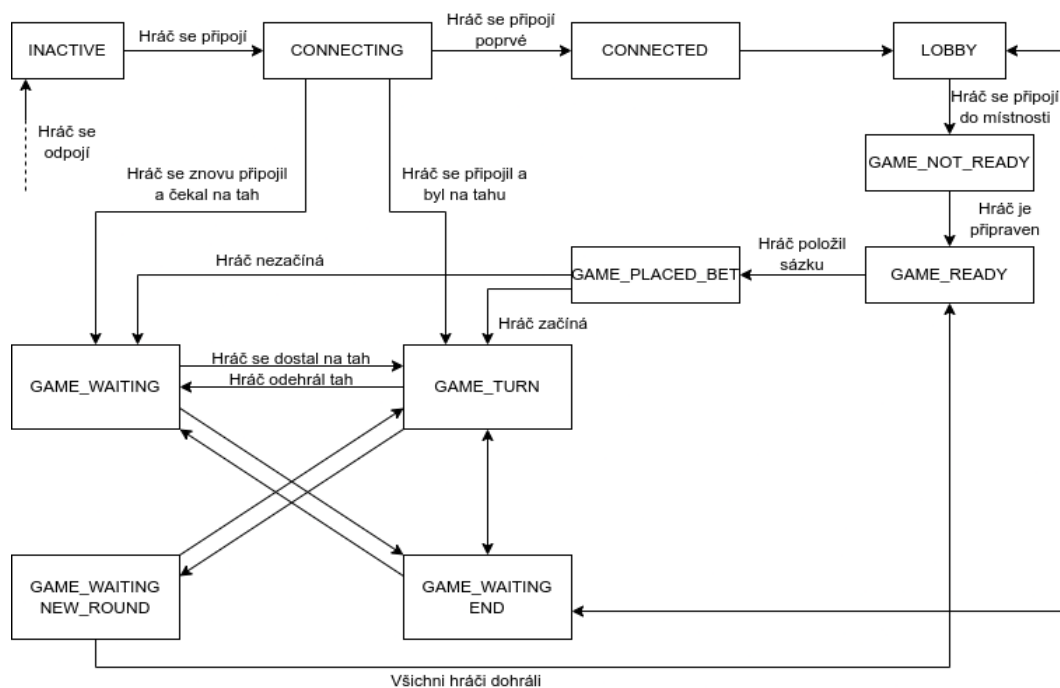 INACTIVE
Hráč se připojí
CONNECTING
Hráč se připojí
poprvé
CONNECTED
LOBBY
Hráč se
odpojí
Hráč se připojí
do místnosti
Hráč se znovu připojil
a čekal na tah
Hráč se připojil a
byl na tahu
GAME_NOT_READY
Hráč je
připraven
Hráč nezačíná
GAME_PLACED_BET
Hráč položil
sázku
GAME_READY
Hráč začíná
GAME_WAITING
Hráč se dostal na tah
Hráč odehrál tah
GAME_TURN
GAME_WAITING
NEW_ROUND
GAME_WAITING
END
Všichni hráči dohráli